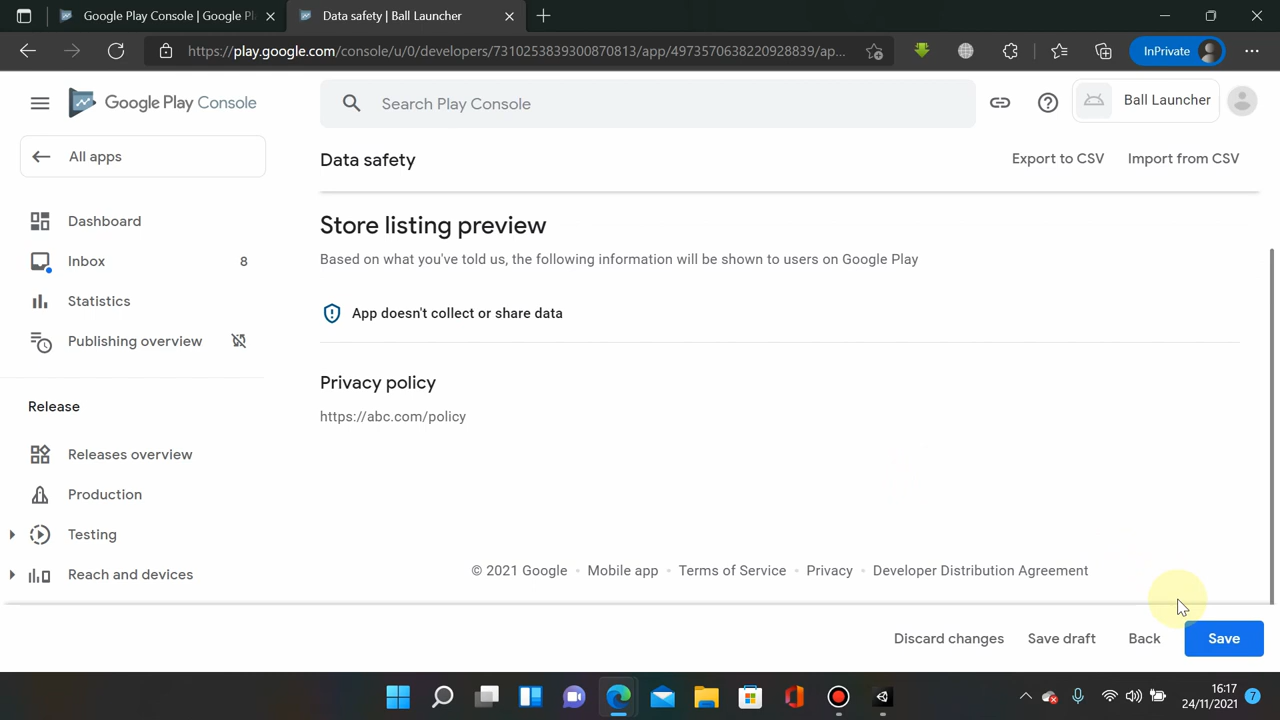 Google Play Console | Google Pl
Data safety | Ball Launcher
https://play.google.com/console/u/0/developers/7310253839300870813/app/4973570638220928839/ap...
InPrivate
Google Play Console
Search Play Console
Ball Launcher
All apps
Data safety
Export to CSV
Import from CSV
Dashboard
Inbox
8
Statistics
Publishing overview
Release
Releases overview
Production
Testing
Reach and devices
Store listing preview
Based on what you've told us, the following information will be shown to users on Google Play
App doesn't collect or share data
Privacy policy
https://abc.com/policy
© 2021 Google • Mobile app • Terms of Service • Privacy • Developer Distribution Agreement
Discard changes
Save draft
Back
Save
16:17
24/11/2021
7